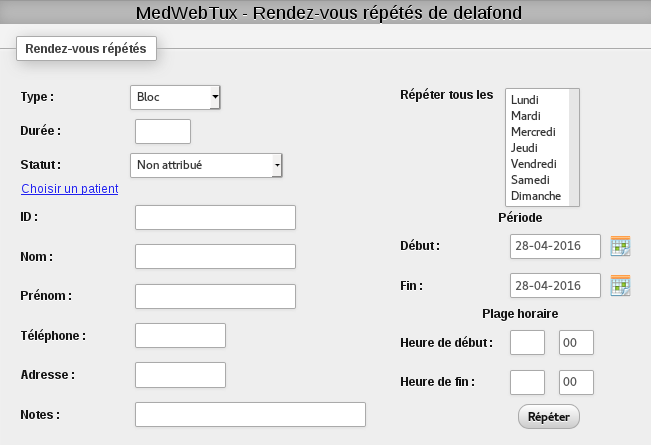 MedWebTux - Rendez-vous répétés de delafond
Rendez-vous répétés
Type :
Bloc
Durée :
Statut :
Non attribué
Choisir un patient
ID :
Nom :
Prénom :
Téléphone :
Adresse :
Notes :
Répéter tous les
Lundi
Mardi
Mercredi
Jeudi
Vendredi
Samedi
Dimanche
Période
Début :
28-04-2016
Fin :
28-04-2016
Plage horaire
Heure de début :
00
Heure de fin :
00
Répéter